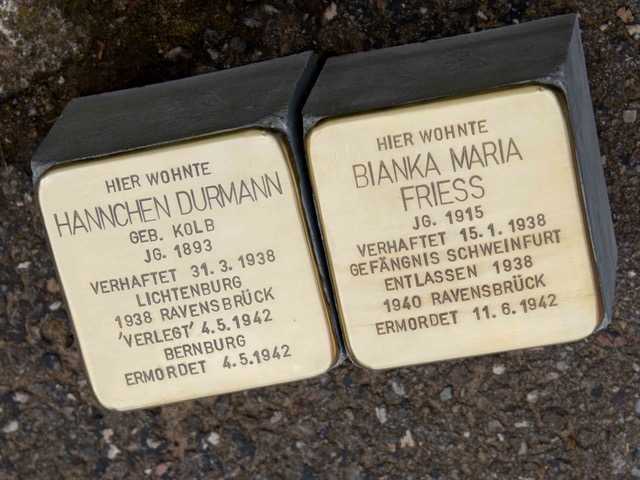 HIER WOHNTE
HANNCHEN DURMANN
GEB. KOLB
JG. 1893
VERHAFTET 31. 3. 1938
LICHTENBURG
1938 RAVENSBRÜCK
'VERLEGT' 4.5.1942
BERNBURG
ERMORDET 4.5.1942
HIER WOHNTE
BIANKA MARIA
FRIESS
JG. 1915
VERHAFTET 15.1. 1938
GEFÄNGNIS SCHWEINFURT
ENTLASSEN 1938
1940 RAVENSBRÜCK
ERMORDET 11.6.1942